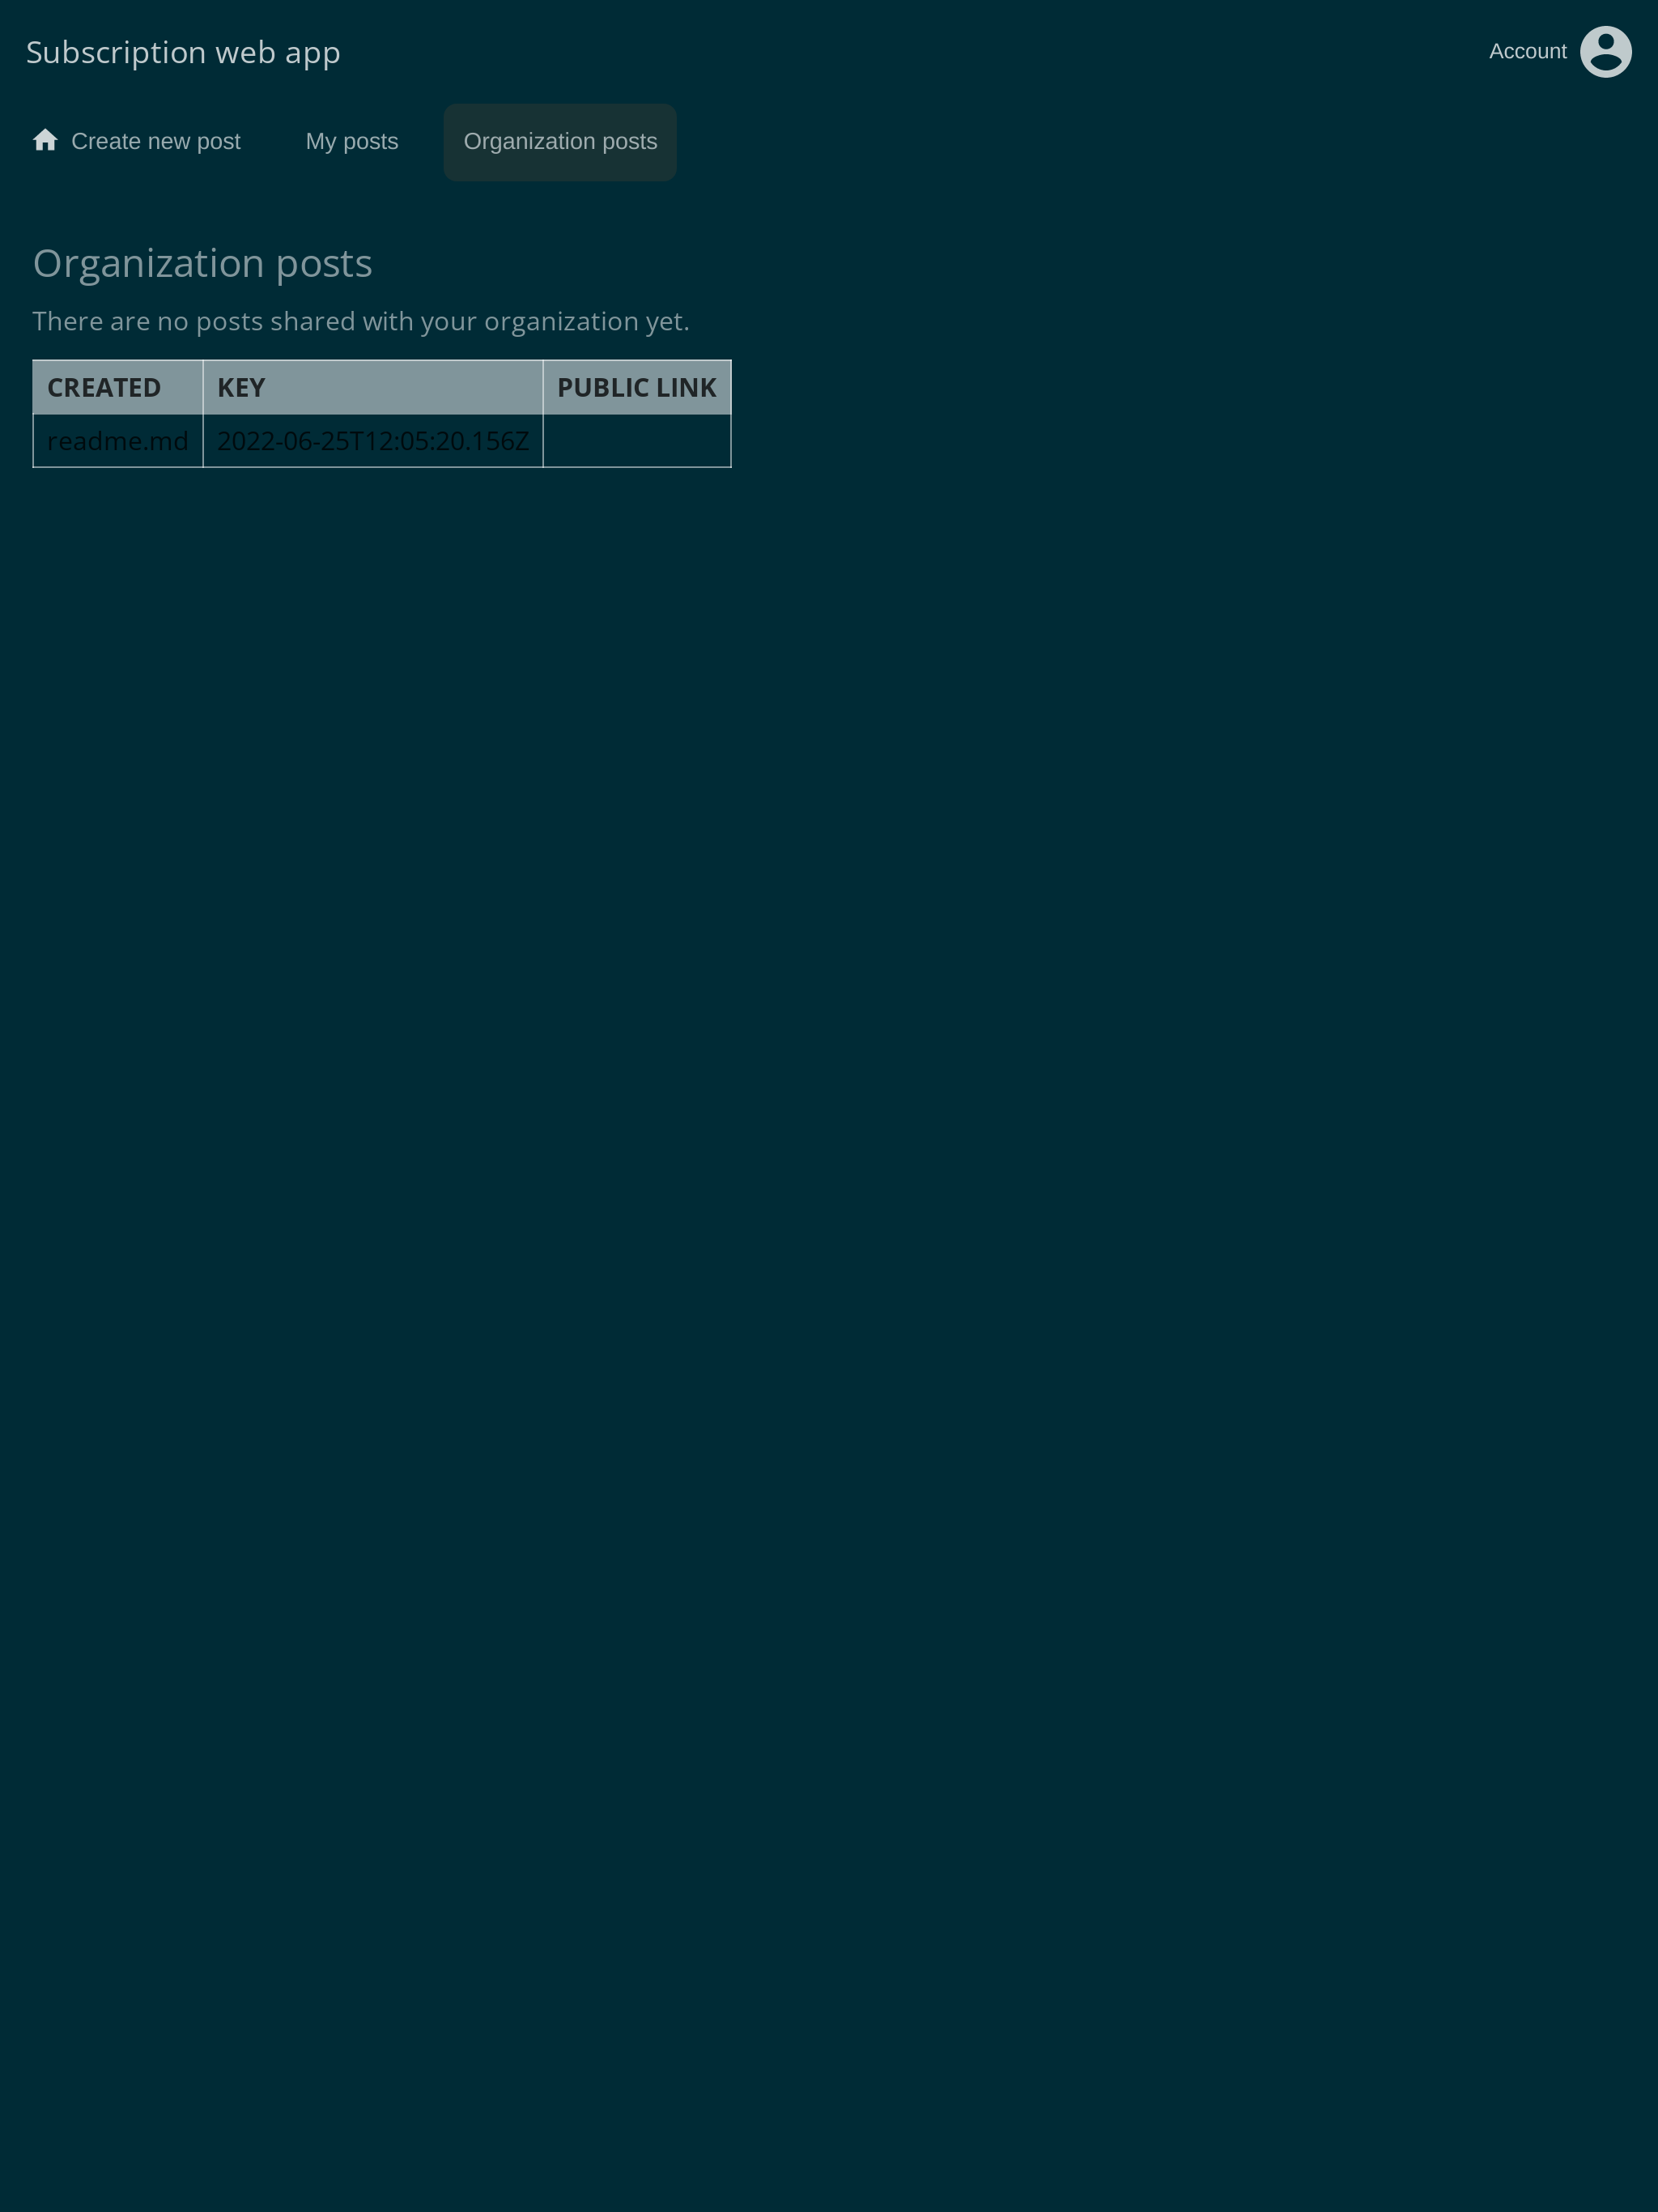 Subscription web app
Account
Create new post My posts Organization posts
Organization posts
There are no posts shared with your organization yet.
CREATED KEY PUBLIC LINK
readme.md 2022-06-25T12:05:20.156Z